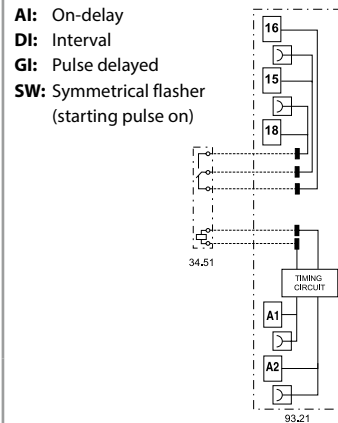 AI: On-delay
DI: Interval
GI: Pulse delayed
SW: Symmetrical flasher
(starting pulse on)
16
15
18
34.51
TIMING
CIRCUIT
A1
A2
93.21